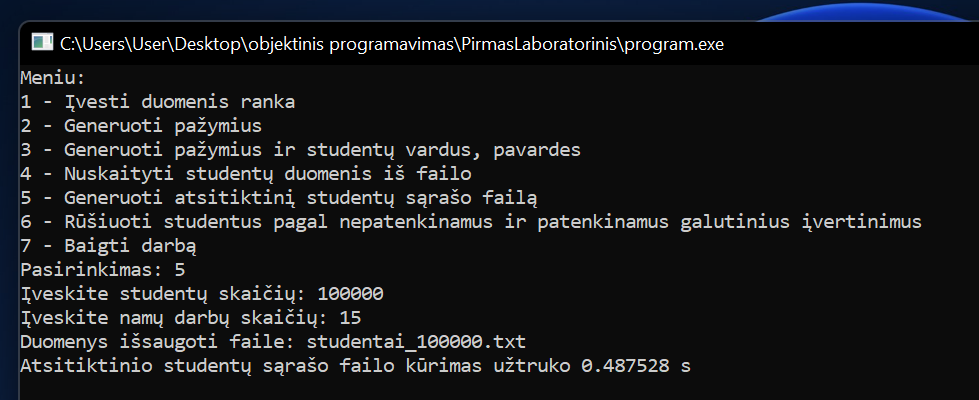 C:\Users\User\Desktop\objektinis programavimas\PirmasLaboratorinis\program.exe
Meniu:
1 - Įvesti duomenis ranka
2 - Generuoti pažymius
3 - Generuoti pažymius ir studentų vardus, pavardes
4 - Nuskaityti studentų duomenis iš failo
5 - Generuoti atsitiktinį studentų sąrašo failą
6 - Rūšiuoti studentus pagal nepatenkinamus ir patenkinamus galutinius įvertinimus
7 - Baigti darbą
Pasirinkimas: 5
Įveskite studentų skaičių: 100000
Įveskite namų darbų skaičių: 15
Duomenys išsaugoti faile: studentai_100000.txt
Atsitiktinio studentų sąrašo failo kūrimas užtruko 0.487528 s